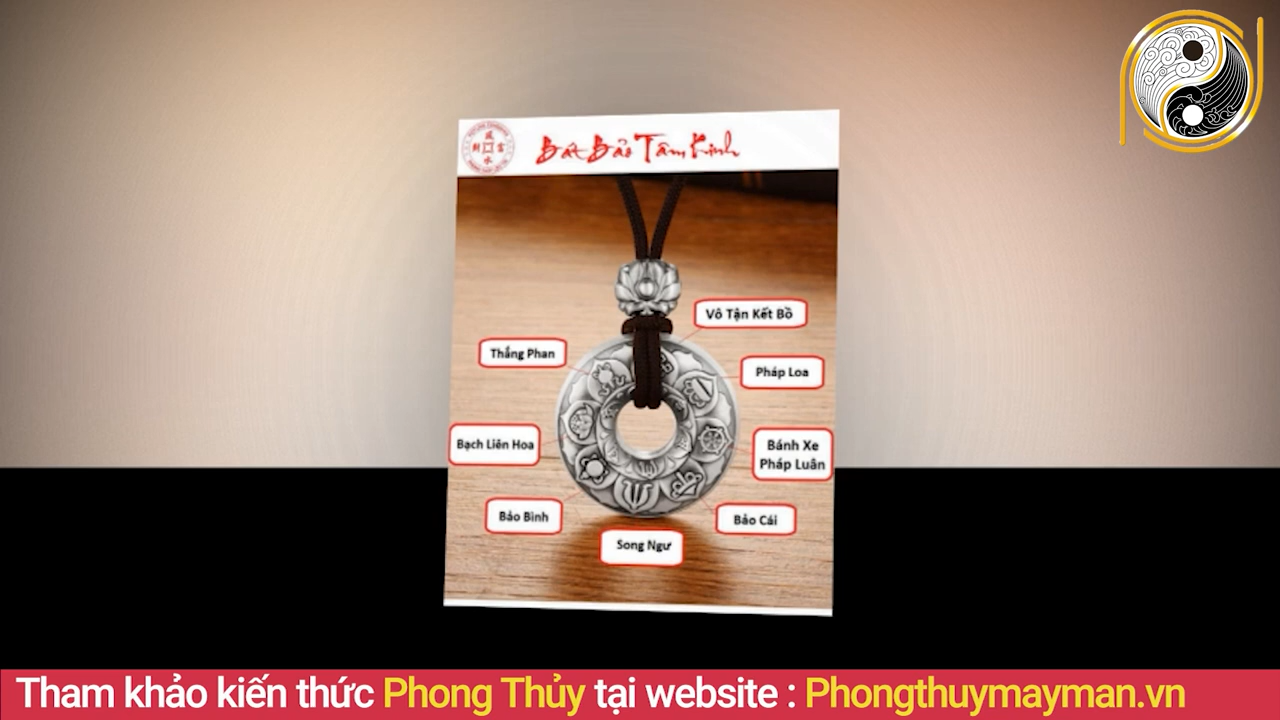 Bát Bảo Tâm Kinh
Vô Tận Kết Bồ
Thắng Phan
Pháp Loa
Bạch Liên Hoa
Bánh Xe
Pháp Luân
Bảo Bình
Bảo Cái
Song Ngư
Tham khảo kiến thức Phong Thủy tại website : Phongthuymayman.vn